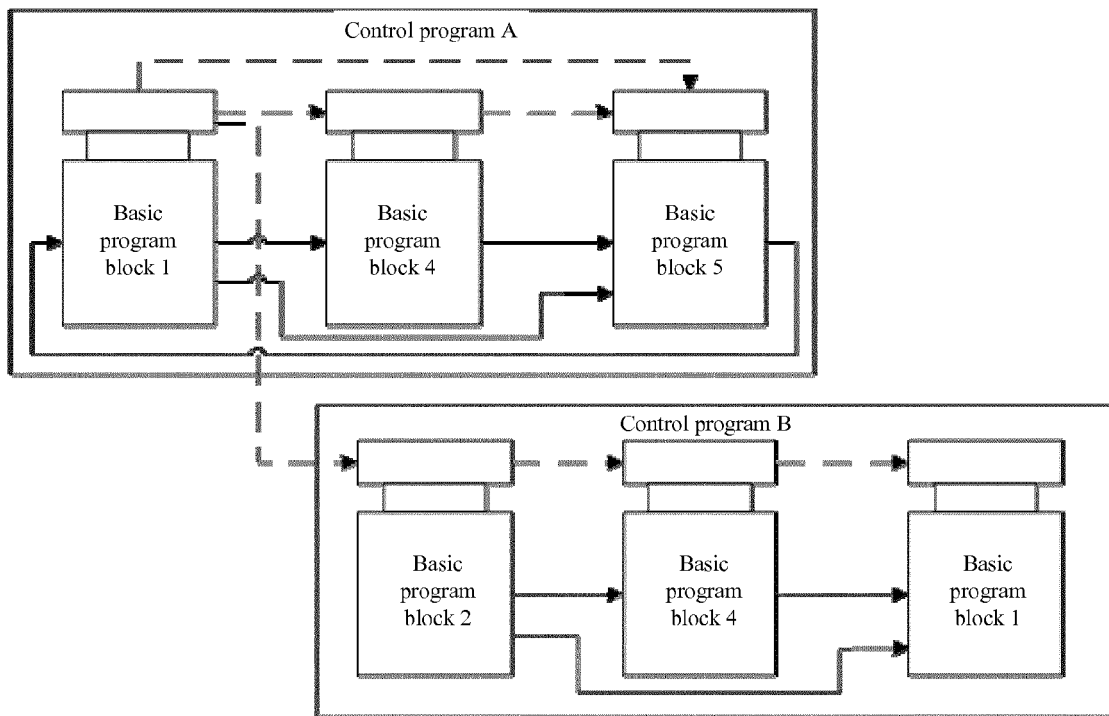 Control program A
Basic
program
block 1
Basic
program
block 4
Basic
program
block 5
Control program B
Basic
program
block 2
Basic
program
block 4
Basic
program
block 1